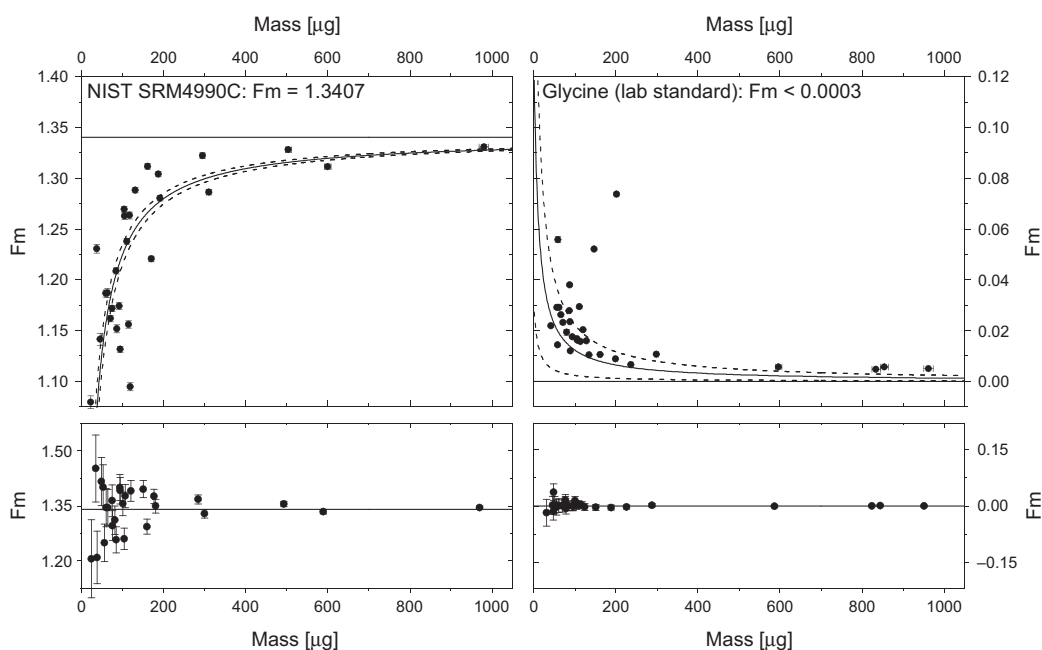 Mass [μg]
Mass [μg]
0 200 400 600 800 1000
0 200 400 600 800 1000
NIST SRM4990C: Fm = 1.3407
Glycine (lab standard): Fm < 0.0003
1.40
1.35
1.30
1.25
1.20
1.15
1.10
Fm
0.12
0.10
0.08
0.06
0.04
0.02
0.00
Fm
1.50
1.35
1.20
Fm
0.15
0.00
–0.15
Fm
0 200 400 600 800 1000
0 200 400 600 800 1000
Mass [μg]
Mass [μg]